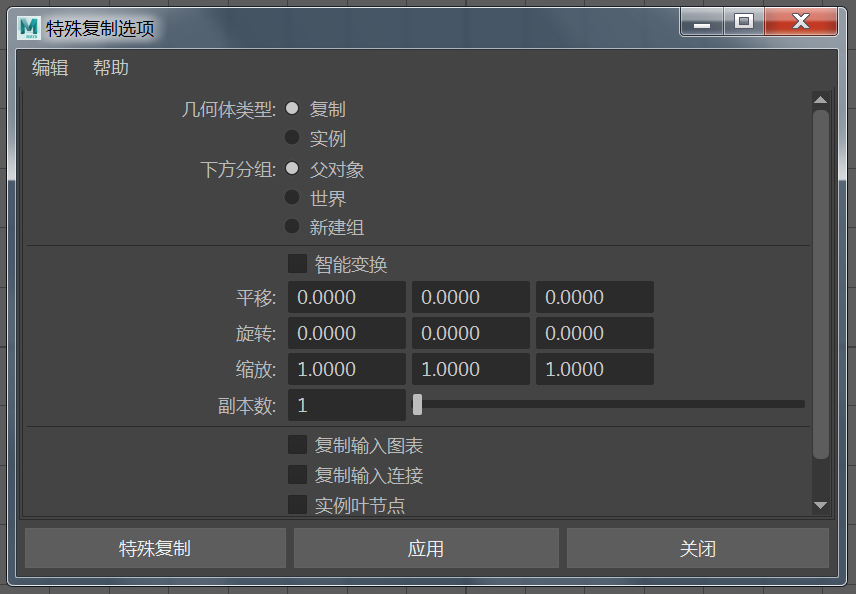 特殊复制选项
编辑 帮助
几何体类型: 复制
实例
下方分组: 父对象
世界
新建组
智能变换
平移: 0.0000 0.0000 0.0000
旋转: 0.0000 0.0000 0.0000
缩放: 1.0000 1.0000 1.0000
副本数: 1
复制输入图表
复制输入连接
实例叶节点
特殊复制 应用 关闭